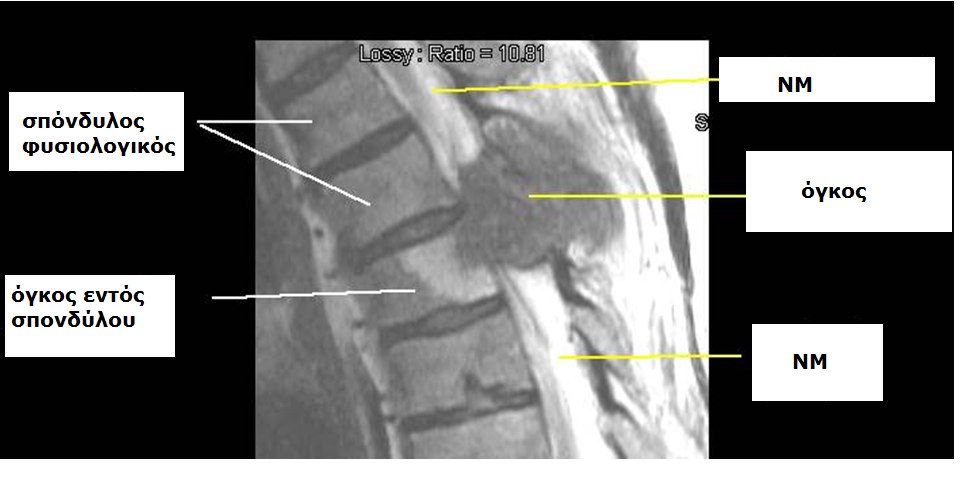 Lossy: Ratio = 10.81
NM
S
σπόνδυλος
φυσιολογικός
όγκος
όγκος εντός
σπονδύλου
NM